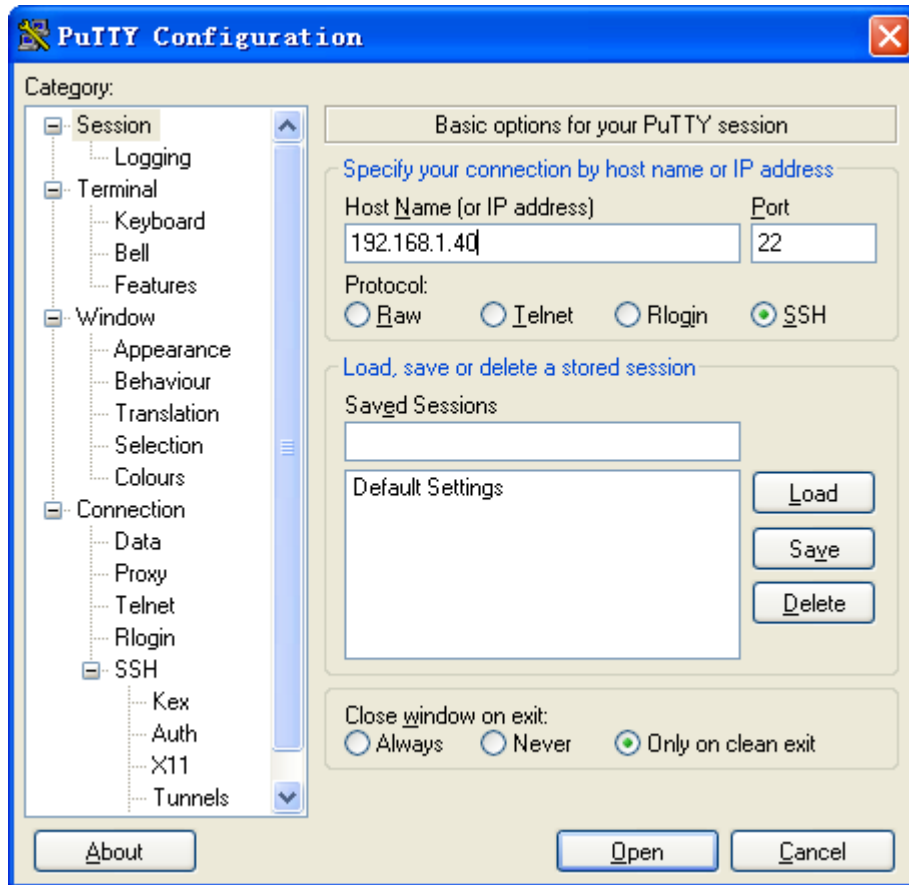 PuTTY Configuration
Category:
Session
Logging
Terminal
Keyboard
Bell
Features
Window
Appearance
Behaviour
Translation
Selection
Colours
Connection
Data
Proxy
Telnet
Rlogin
SSH
Kex
Auth
X11
Tunnels
Basic options for your PuTTY session
Specify your connection by host name or IP address
Host Name (or IP address) Port
192.168.1.40 22
Protocol:
Raw Telnet Rlogin SSH
Load, save or delete a stored session
Saved Sessions
Default Settings
Load
Save
Delete
Close window on exit:
Always Never Only on clean exit
About Open Cancel